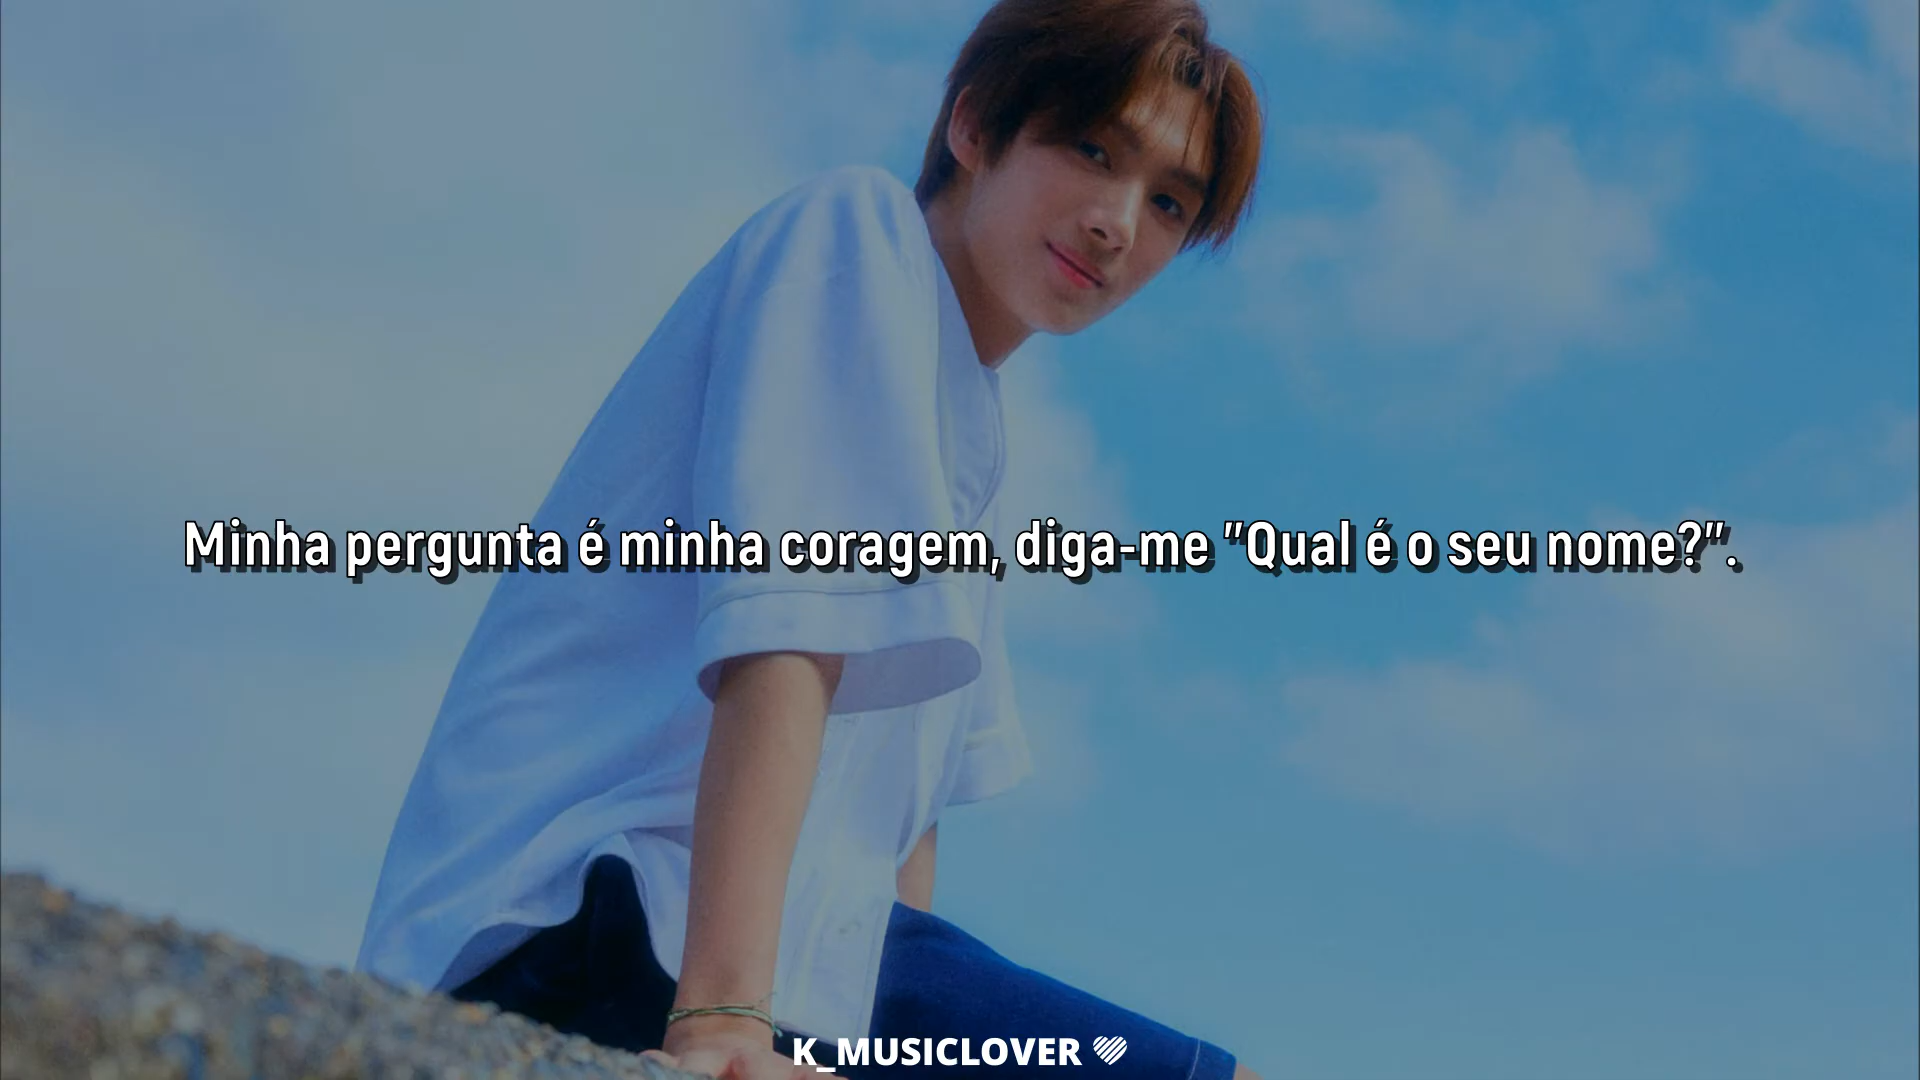 Minha pergunta é minha coragem, diga-me "Qual é o seu nome?".
K_MUSICLOVER